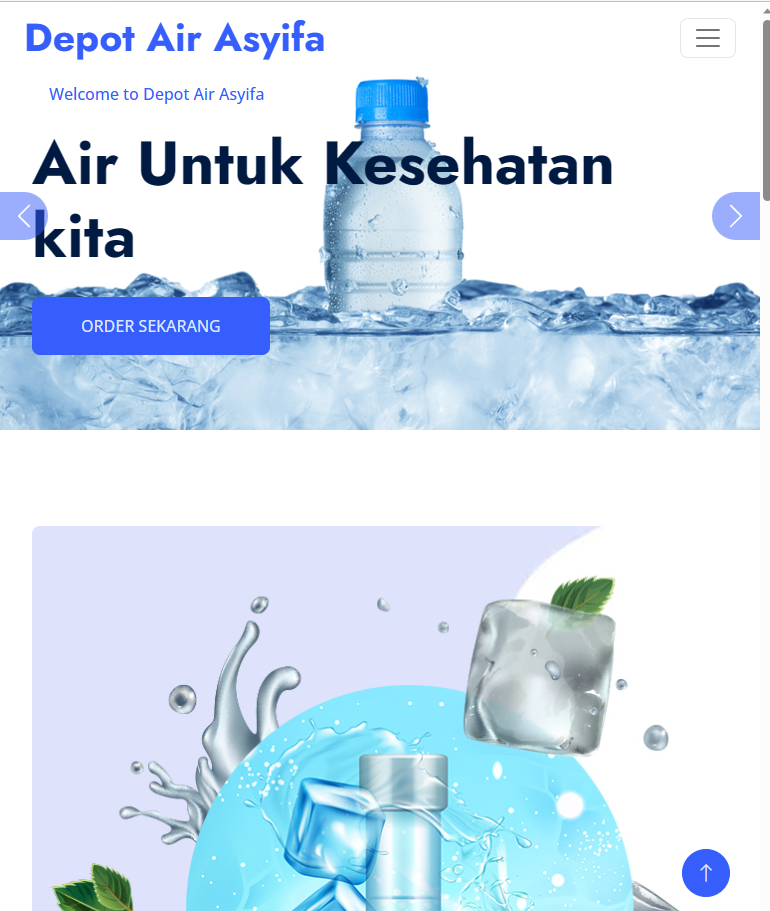 Depot Air Asyifa
Welcome to Depot Air Asyifa
Air Untuk Kesehatan
kita
ORDER SEKARANG